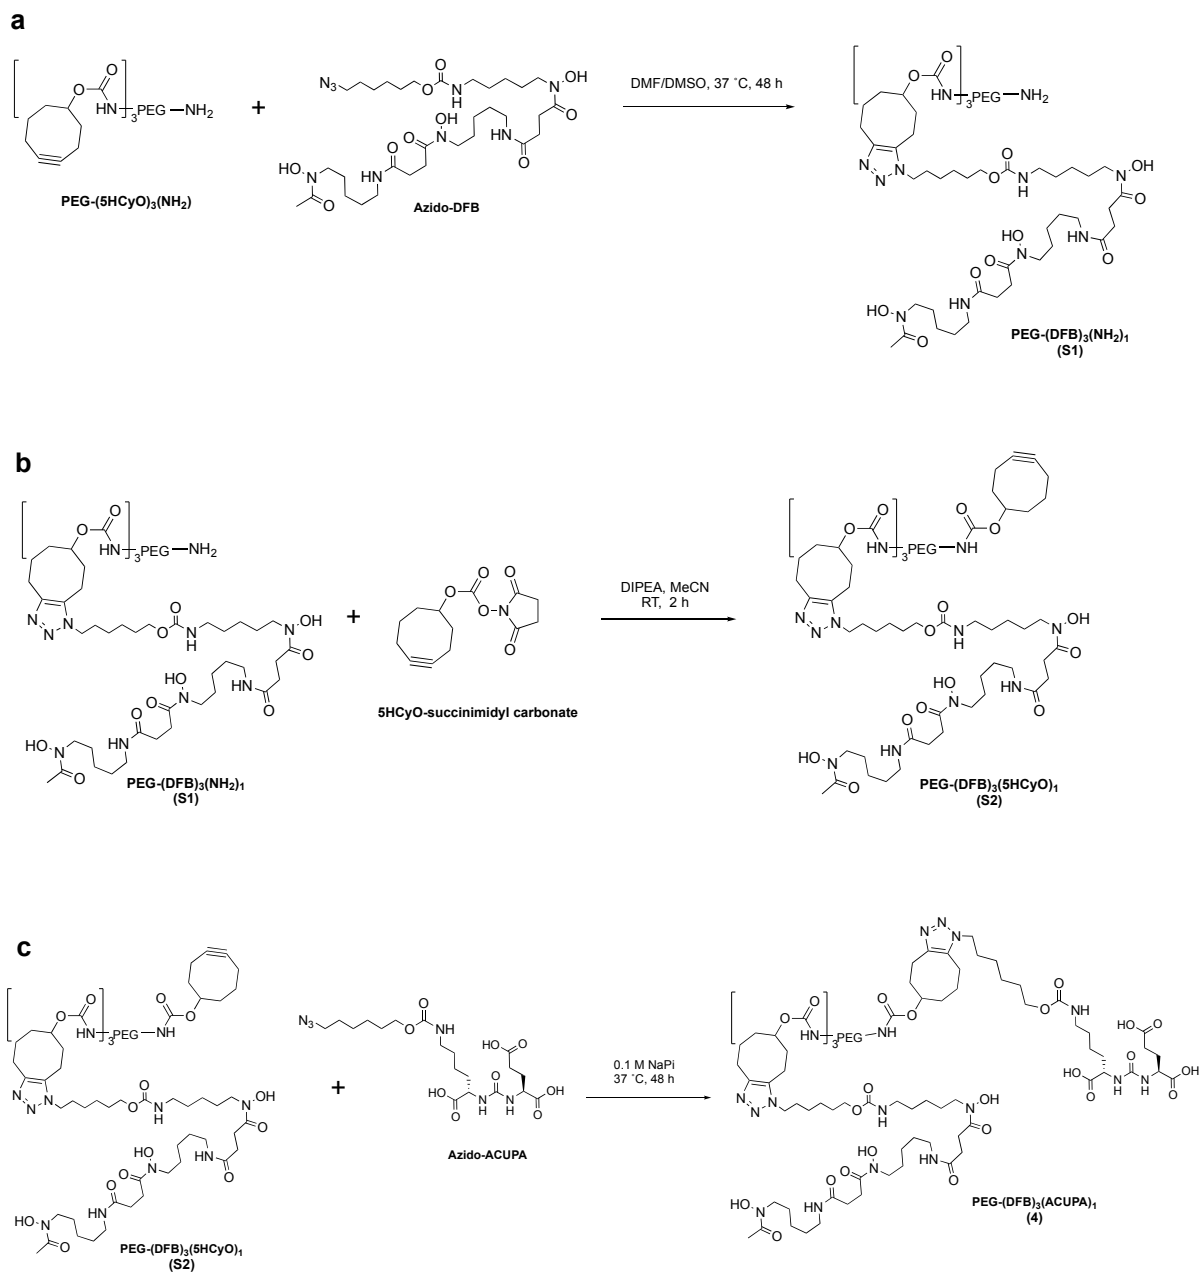 a
PEG-(5HCyO)₃(NH₂)
+
Azido-DFB
DMF/DMSO, 37 ˚C, 48 h
PEG-(DFB)₃(NH₂)₁
(S1)
b
PEG-(DFB)₃(NH₂)₁
(S1)
+
5HCyO-succinimidyl carbonate
DIPEA, MeCN
RT, 2 h
PEG-(DFB)₃(5HCyO)₁
(S2)
c
PEG-(DFB)₃(5HCyO)₁
(S2)
+
Azido-ACUPA
0.1 M NaPi
37 ˚C, 48 h
PEG-(DFB)₃(ACUPA)₁
(4)